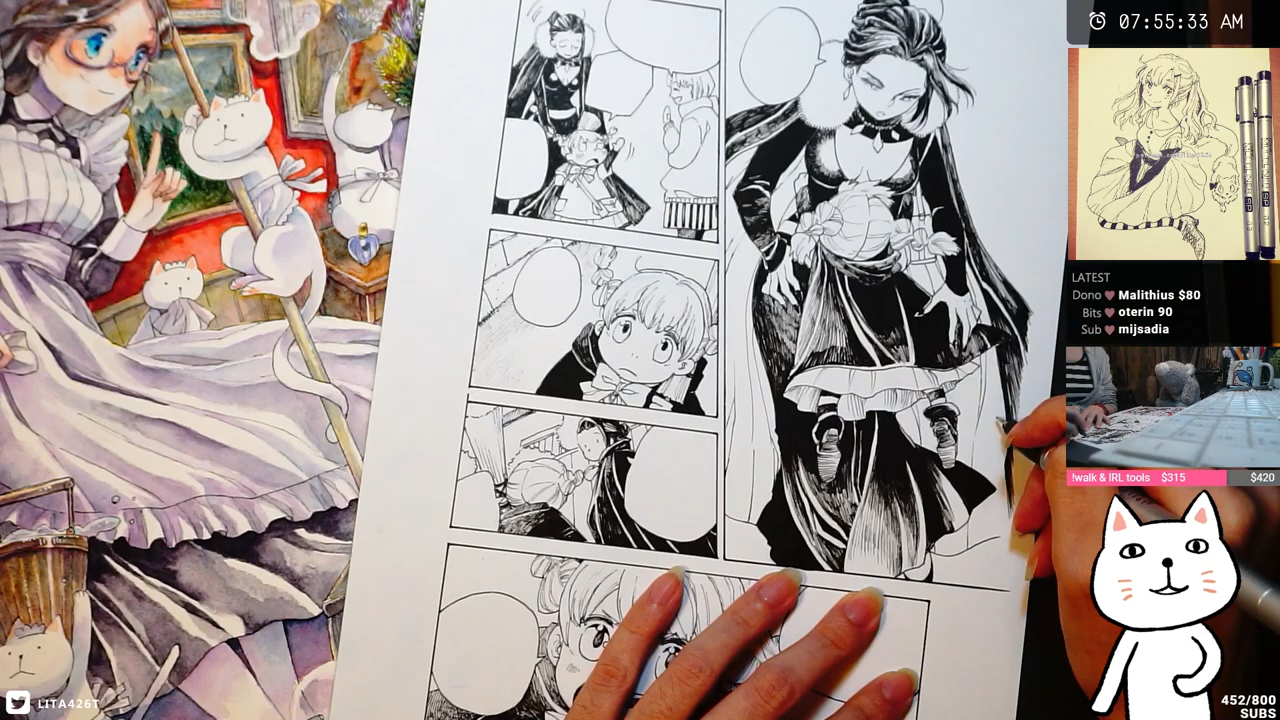 07:55:33 AM
LATEST
Dono Malithius $80
Bits oterin 90
Sub mijsadia
!walk & IRL tools $315 $420
452/800
SUBS
LITA426T